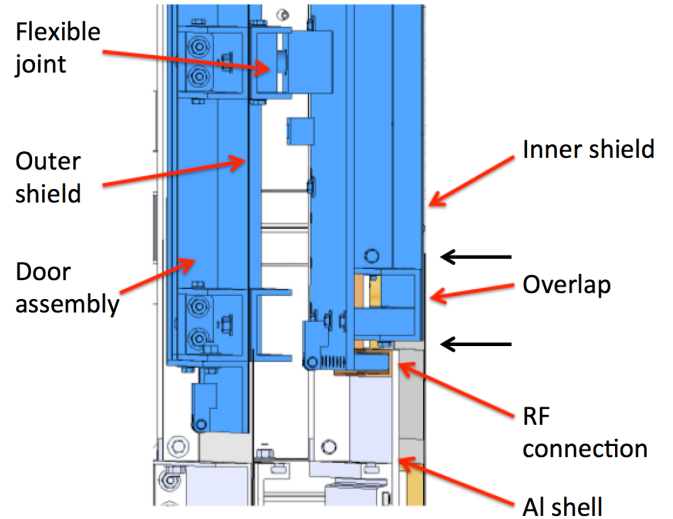 Flexible
joint
Outer
shield
Door
assembly
Inner shield
Overlap
RF
connection
Al shell